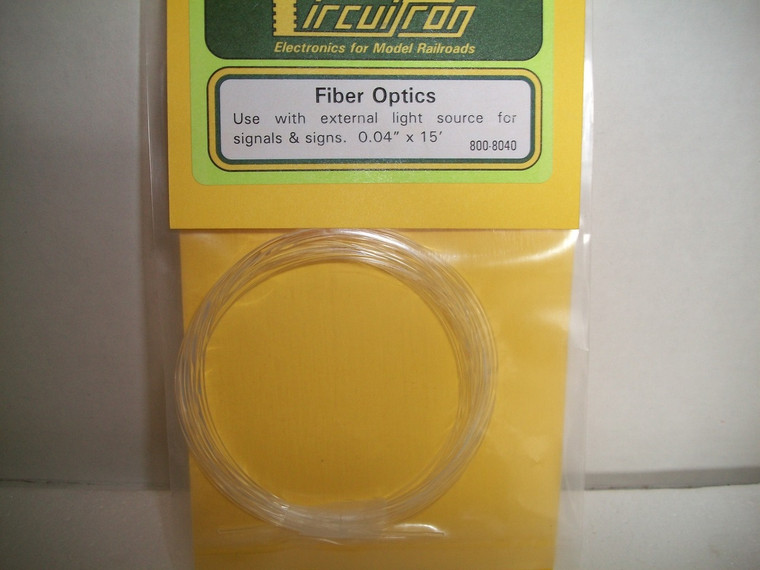 Circuitron
Electronics for Model Railroads
Fiber Optics
Use with external light source for
signals & signs. 0.04" x 15'
800-8040